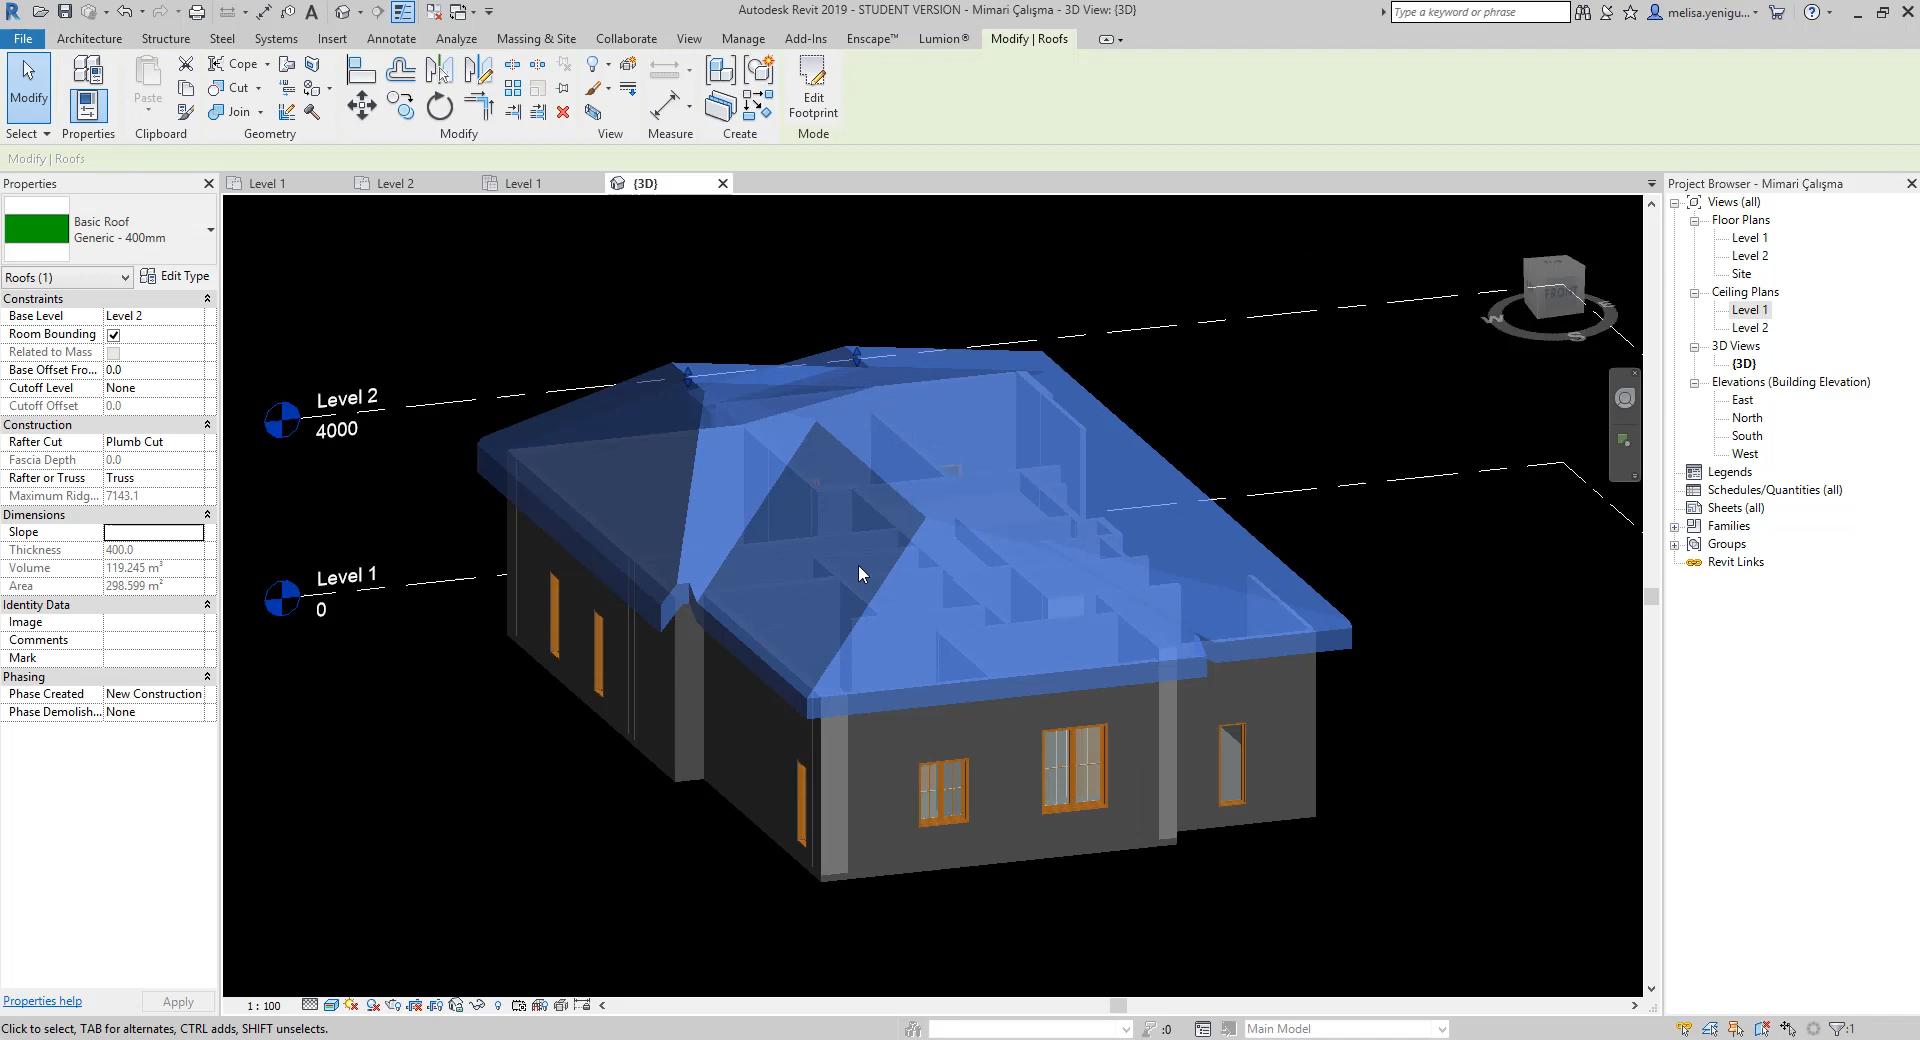 Autodesk Revit 2019 - STUDENT VERSION - Mimari Çalışma - 3D View: {3D}
Type a keyword or phrase
melisa.yenigu...
File Architecture Structure Steel Systems Insert Annotate Analyze Massing & Site Collaborate View Manage Add-Ins Enscape™ Lumion® Modify | Roofs
Modify
Paste
Cope
Cut
Join
Edit Footprint
Select Properties Clipboard Geometry Modify View Measure Create Mode
Modify | Roofs
Properties
Level 1
Level 2
Level 1
{3D}
Project Browser - Mimari Çalışma
Basic Roof
Generic - 400mm
Roofs (1)
Edit Type
Constraints
Base Level Level 2
Room Bounding
Related to Mass
Base Offset Fro... 0.0
Cutoff Level None
Cutoff Offset 0.0
Construction
Rafter Cut Plumb Cut
Fascia Depth 0.0
Rafter or Truss Truss
Maximum Ridg... 7143.1
Dimensions
Slope
Thickness 400.0
Volume 119.245 m³
Area 298.599 m²
Identity Data
Image
Comments
Mark
Phasing
Phase Created New Construction
Phase Demolish... None
Properties help
Apply
Level 2
4000
Level 1
0
FRONT
W
S
Views (all)
Floor Plans
Level 1
Level 2
Site
Ceiling Plans
Level 1
Level 2
3D Views
{3D}
Elevations (Building Elevation)
East
North
South
West
Legends
Schedules/Quantities (all)
Sheets (all)
Families
Groups
Revit Links
1 : 100
Click to select, TAB for alternates, CTRL adds, SHIFT unselects.
:0
Main Model
:1